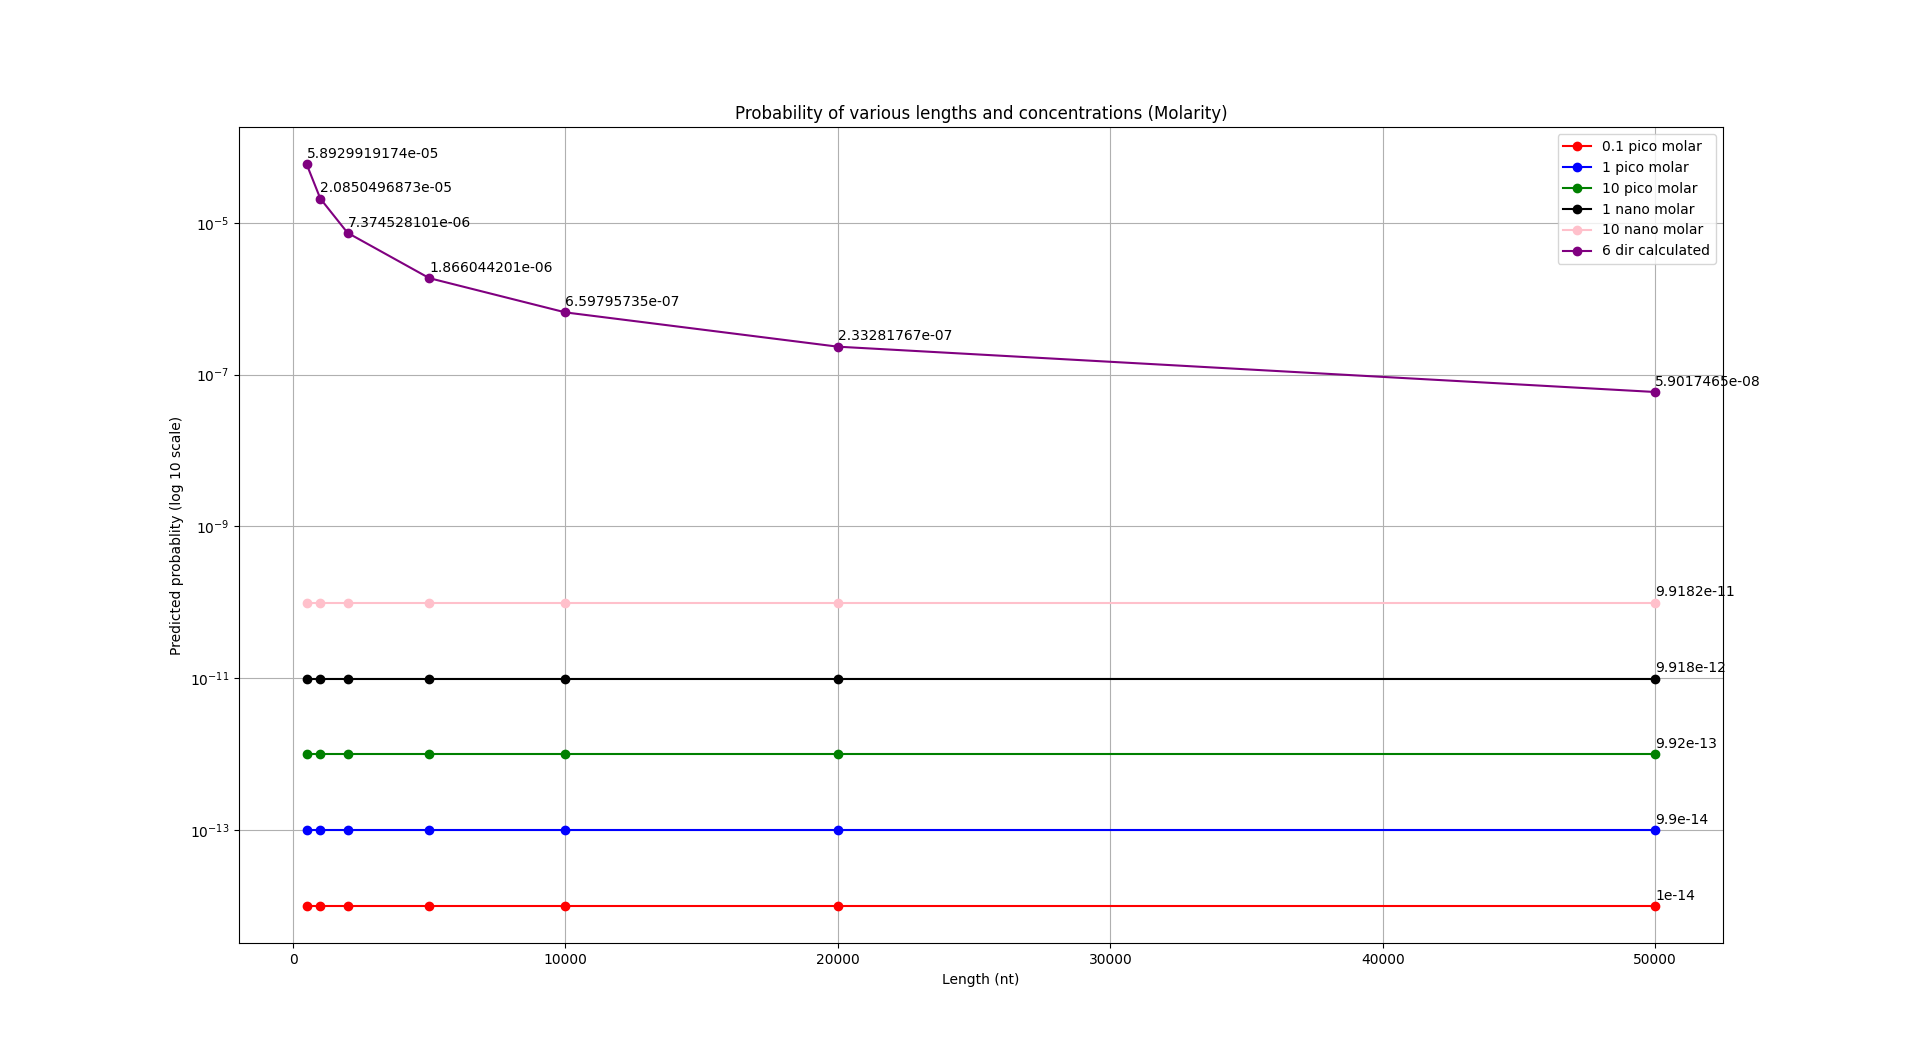 Probability of various lengths and concentrations (Molarity)
0.1 pico molar
1 pico molar
10 pico molar
1 nano molar
10 nano molar
6 dir calculated
5.8929919174e-05
2.0850496873e-05
7.374528101e-06
1.866044201e-06
6.59795735e-07
2.33281767e-07
5.9017465e-08
9.9182e-11
9.918e-12
9.92e-13
9.9e-14
1e-14
10⁻⁵
10⁻⁷
10⁻⁹
10⁻¹¹
10⁻¹³
Predicted probablity (log 10 scale)
0 10000 20000 30000 40000 50000
Length (nt)